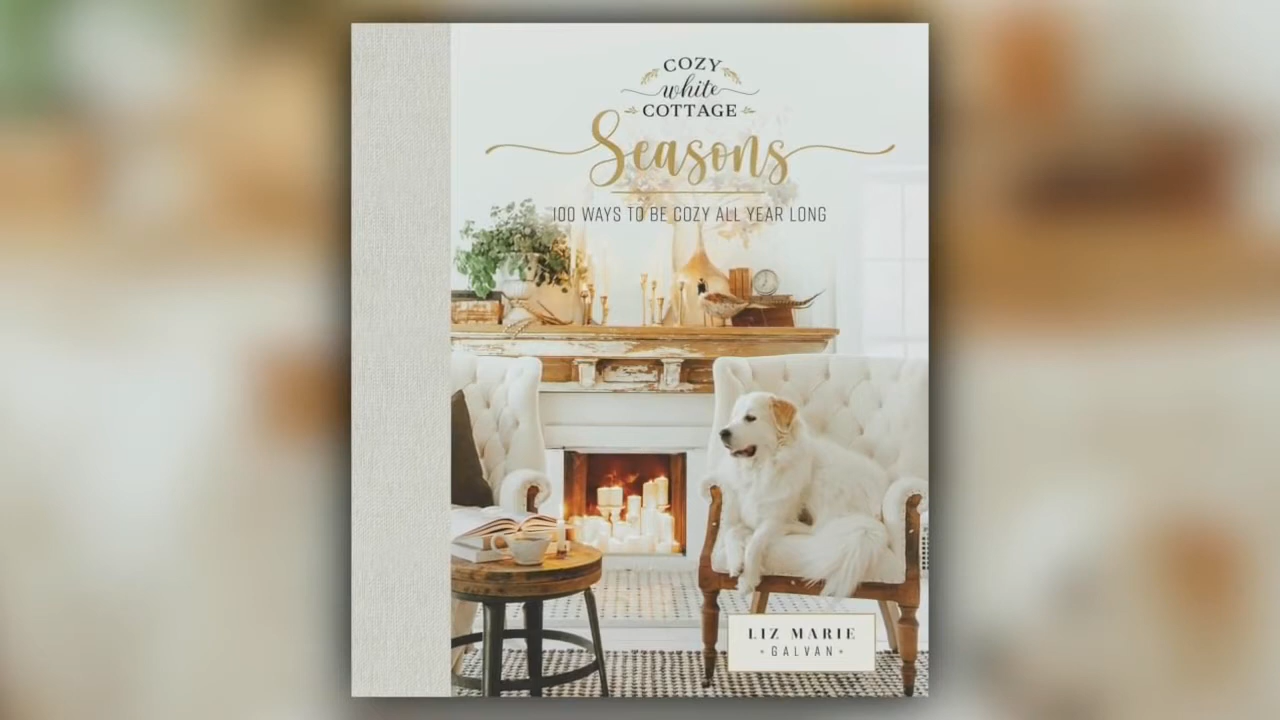 COZY
white
COTTAGE
Seasons
100 WAYS TO BE COZY ALL YEAR LONG
LIZ MARIE
GALVAN